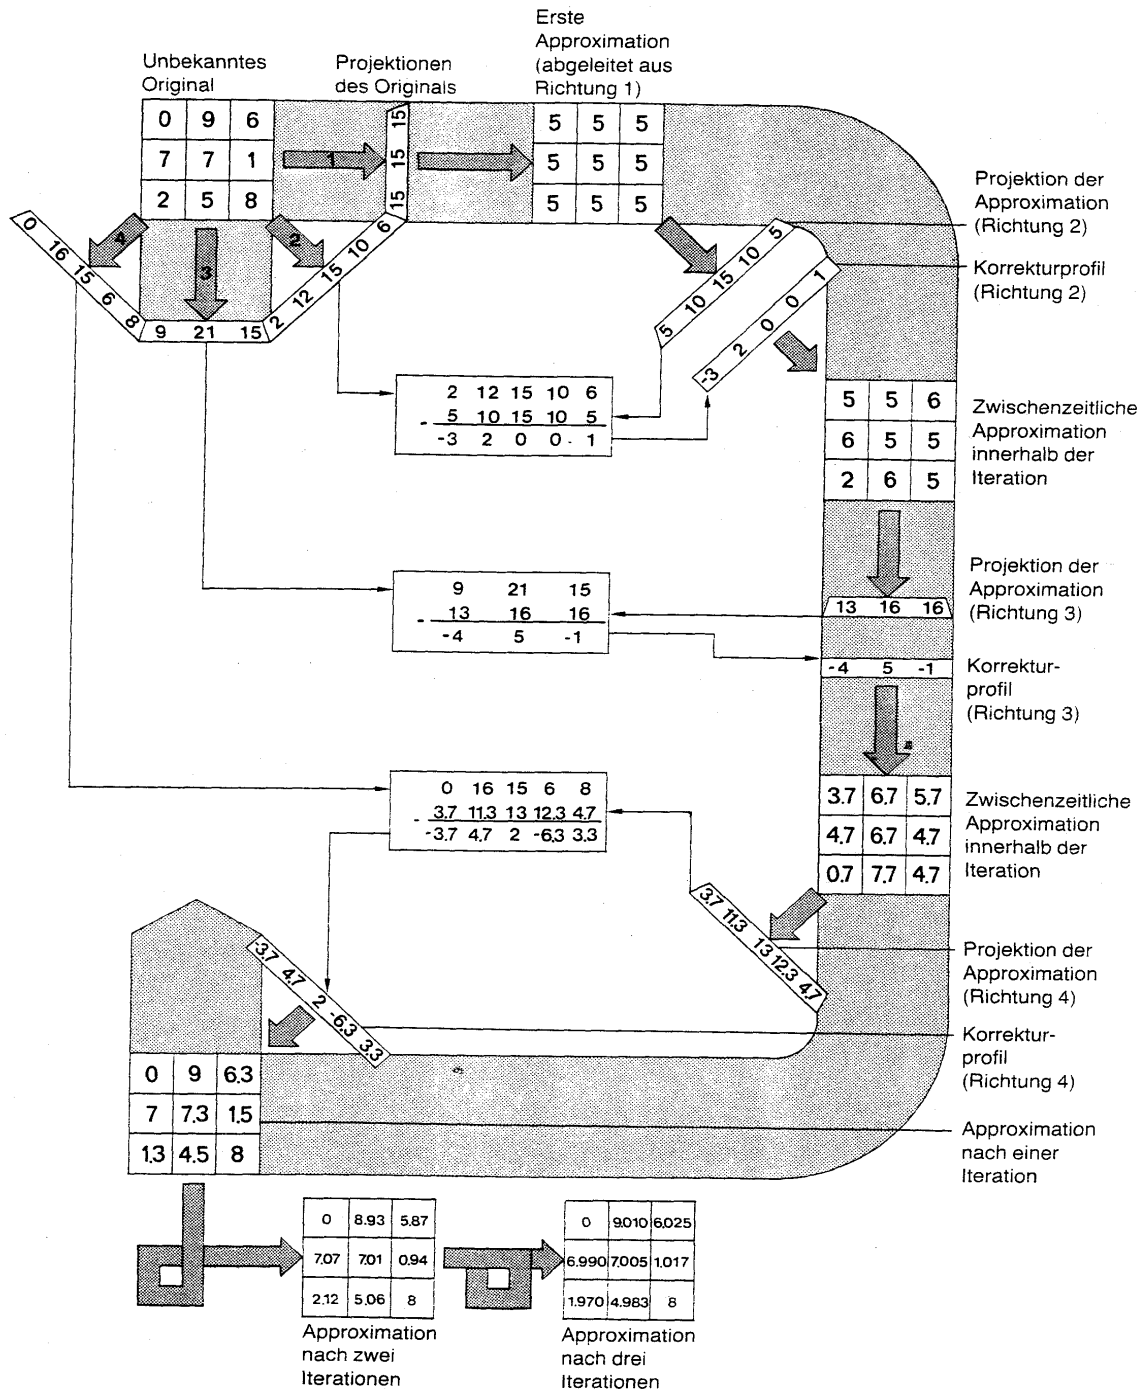 Unbekanntes
Original
Projektionen
des Originals
Erste
Approximation
(abgeleitet aus
Richtung 1)
0 9 6
7 7 1
2 5 8
1
15 15 15
5 5 5
5 5 5
5 5 5
4
3
2
0 16 15 6 8
9 21 15
2 12 15 10 6
5 10 15 10 5
Projektion der
Approximation
(Richtung 2)
-3 2 0 0 1
Korrekturprofil
(Richtung 2)
2 12 15 10 6
- 5 10 15 10 5
-3 2 0 0 1
5 5 6
6 5 5
2 6 5
Zwischenzeitliche
Approximation
innerhalb der
Iteration
9 21 15
- 13 16 16
-4 5 -1
13 16 16
Projektion der
Approximation
(Richtung 3)
-4 5 -1
Korrektur-
profil
(Richtung 3)
0 16 15 6 8
- 3.7 11.3 13 12.3 4.7
-3.7 4.7 2 -6.3 3.3
3.7 6.7 5.7
4.7 6.7 4.7
0.7 7.7 4.7
Zwischenzeitliche
Approximation
innerhalb der
Iteration
3.7 11.3 13 12.3 4.7
Projektion der
Approximation
(Richtung 4)
-3.7 4.7 2 -6.3 3.3
Korrektur-
profil
(Richtung 4)
0 9 6.3
7 7.3 1.5
1.3 4.5 8
Approximation
nach einer
Iteration
0 8.93 5.87
7.07 7.01 0.94
2.12 5.06 8
Approximation
nach zwei
Iterationen
0 9.010 6.025
6.990 7.005 1.017
1.970 4.983 8
Approximation
nach drei
Iterationen